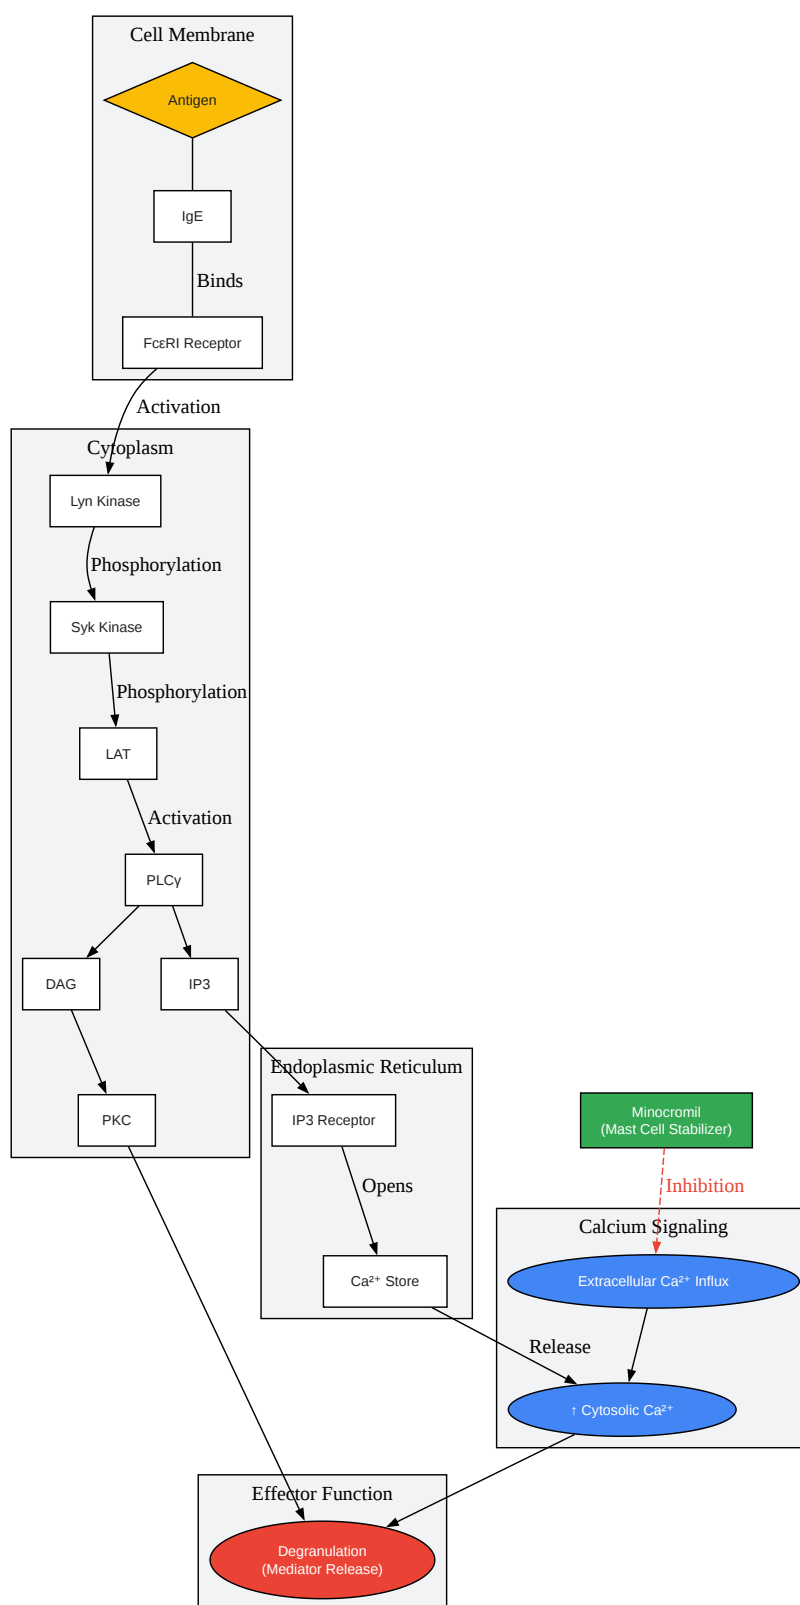 Cell Membrane
Antigen
IgE
Binds
FcεRI Receptor
Activation
Cytoplasm
Lyn Kinase
Phosphorylation
Syk Kinase
Phosphorylation
LAT
Activation
PLCγ
DAG
IP3
Endoplasmic Reticulum
PKC
IP3 Receptor
Minocromil
(Mast Cell Stabilizer)
Opens
Inhibition
Calcium Signaling
Ca²⁺ Store
Extracellular Ca²⁺ Influx
Release
↑ Cytosolic Ca²⁺
Effector Function
Degranulation
(Mediator Release)